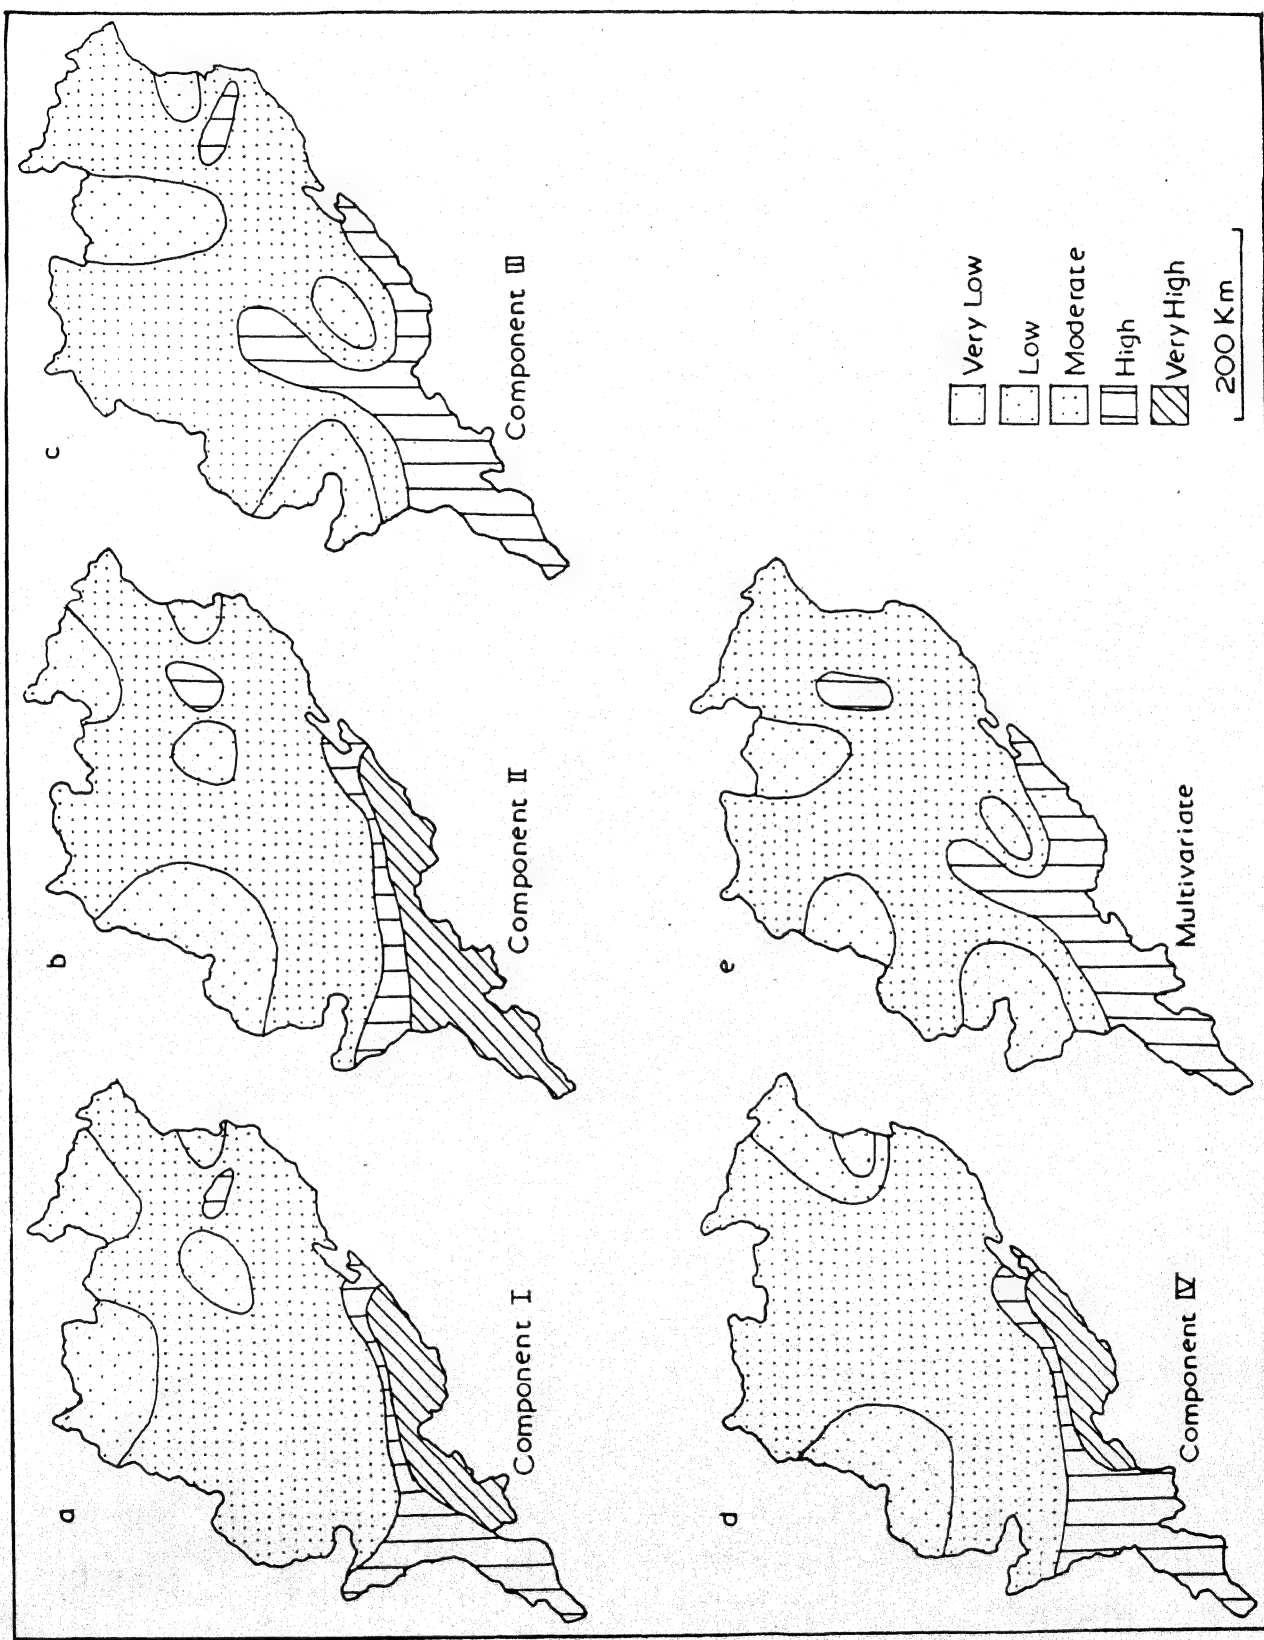 a
Component I
b
Component II
c
Component III
d
Component IV
e
Multivariate
Very Low
Low
Moderate
High
Very High
200 Km